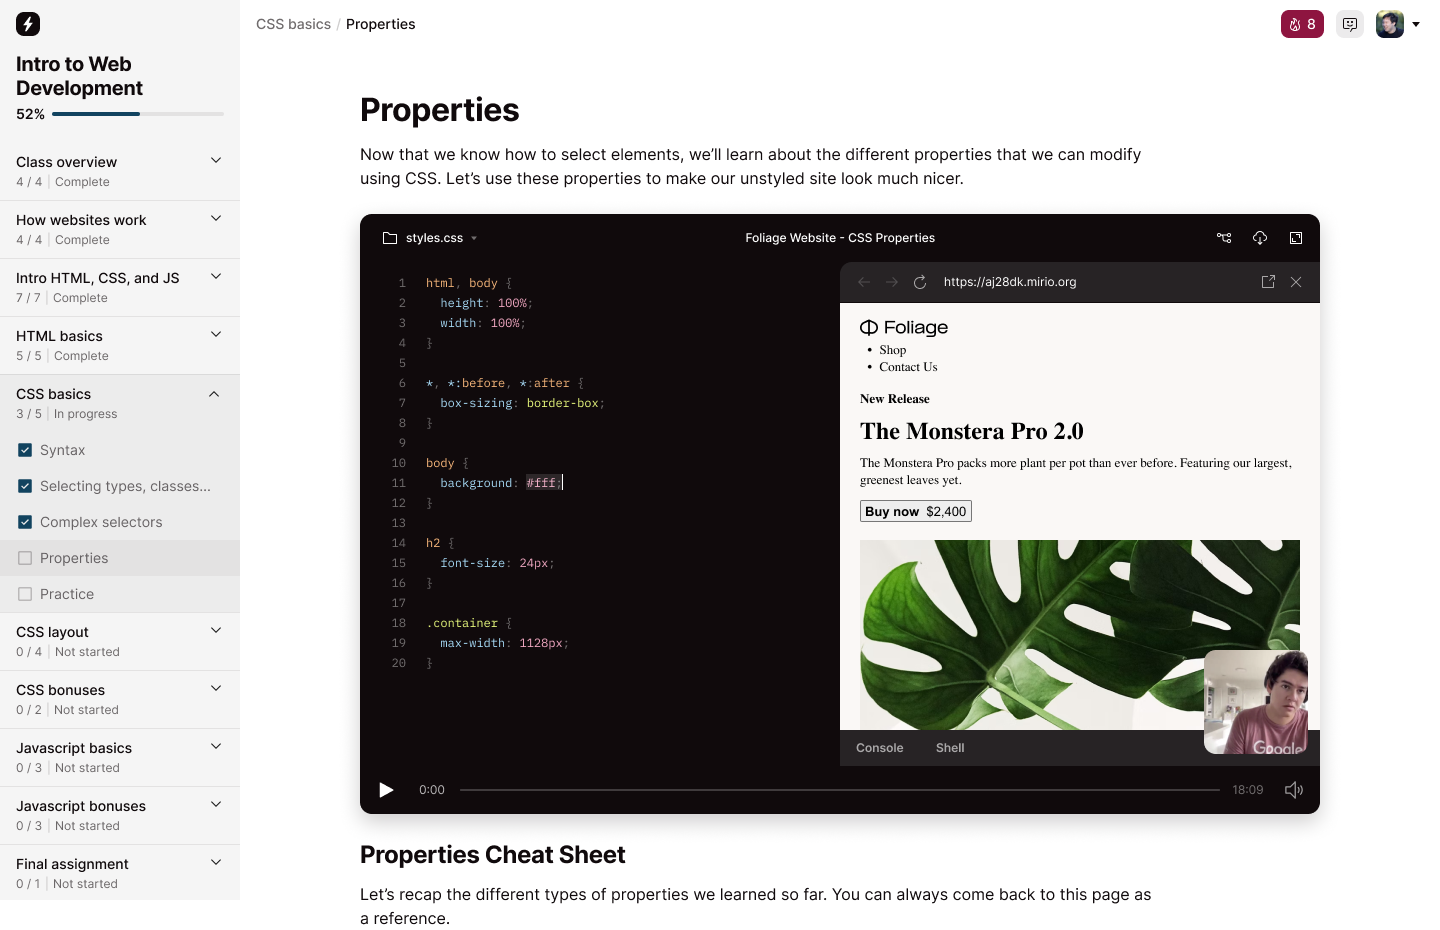 CSS basics / Properties
8
Intro to Web
Development
52%
Class overview
4 / 4 | Complete
How websites work
4 / 4 | Complete
Intro HTML, CSS, and JS
7 / 7 | Complete
HTML basics
5 / 5 | Complete
CSS basics
3 / 5 | In progress
Syntax
Selecting types, classes...
Complex selectors
Properties
Practice
CSS layout
0 / 4 | Not started
CSS bonuses
0 / 2 | Not started
Javascript basics
0 / 3 | Not started
Javascript bonuses
0 / 3 | Not started
Final assignment
0 / 1 | Not started
Properties
Now that we know how to select elements, we’ll learn about the different properties that we can modify
using CSS. Let’s use these properties to make our unstyled site look much nicer.
styles.css
Foliage Website - CSS Properties
1 html, body {
2 height: 100%;
3 width: 100%;
4 }
5
6 *, *:before, *:after {
7 box-sizing: border-box;
8 }
9
10 body {
11 background: #fff;
12 }
13
14 h2 {
15 font-size: 24px;
16 }
17
18 .container {
19 max-width: 1128px;
20 }
https://aj28dk.mirio.org
Foliage
• Shop
• Contact Us
New Release
The Monstera Pro 2.0
The Monstera Pro packs more plant per pot than ever before. Featuring our largest,
greenest leaves yet.
Buy now $2,400
Google
Console Shell
0:00
18:09
Properties Cheat Sheet
Let’s recap the different types of properties we learned so far. You can always come back to this page as
a reference.